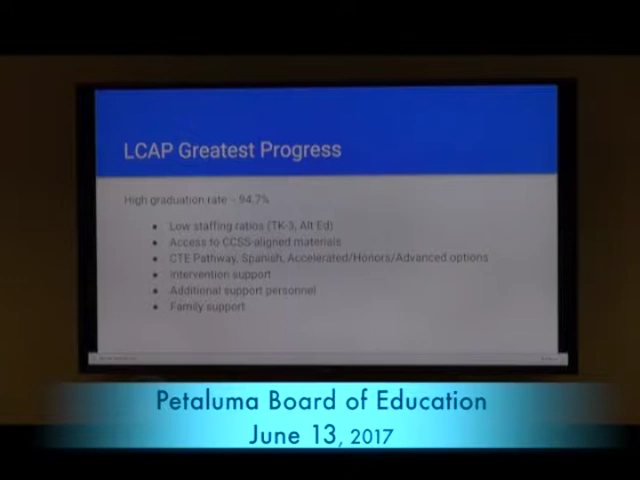 LCAP Greatest Progress
High graduation rate - 94.7%
• Low staffing ratios (TK-3, Alt Ed)
• Access to CCSS-aligned materials
• CTE Pathway, Spanish, Accelerated/Honors/Advanced options
• Intervention support
• Additional support personnel
• Family support
Petaluma Board of Education
June 13, 2017